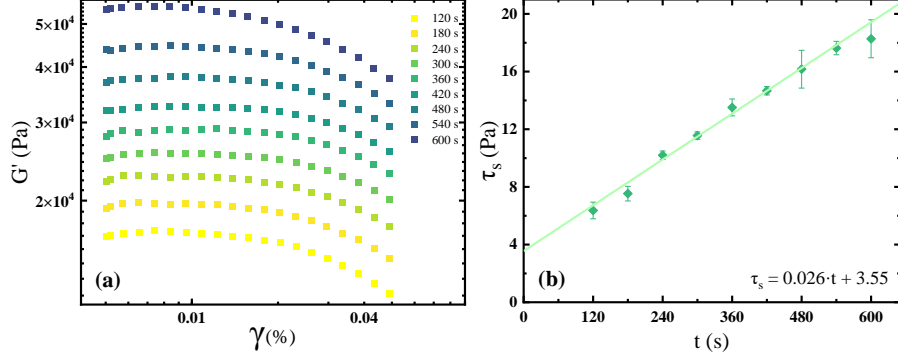 5×10⁴
4×10⁴
3×10⁴
2×10⁴
G' (Pa)
120 s
180 s
240 s
300 s
360 s
420 s
480 s
540 s
600 s
(a)
0.01
0.04
γ(%)
20
16
12
8
4
0
τₛ (Pa)
(b)
τₛ = 0.026·t + 3.55
0
120
240
360
480
600
t (s)